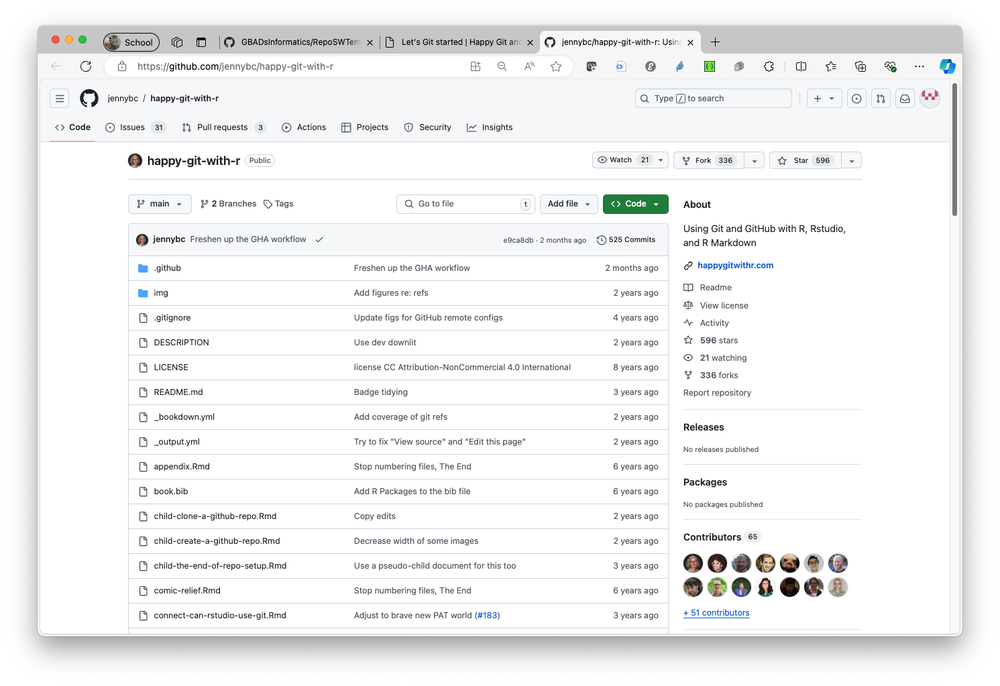 School
GBADsInformatics/RepoSWTem
Let's Git started | Happy Git and
jennybc/happy-git-with-r: Using
https://github.com/jennybc/happy-git-with-r
jennybc / happy-git-with-r
Type / to search
Code
Issues 31
Pull requests 3
Actions
Projects
Security
Insights
happy-git-with-r Public
Watch 21
Fork 336
Star 596
main
2 Branches
Tags
Go to file t
Add file
Code
jennybc Freshen up the GHA workflow e9ca8db · 2 months ago 525 Commits
.github Freshen up the GHA workflow 2 months ago
img Add figures re: refs 2 years ago
.gitignore Update figs for GitHub remote configs 4 years ago
DESCRIPTION Use dev downlit 2 years ago
LICENSE license CC Attribution-NonCommercial 4.0 International 8 years ago
README.md Badge tidying 3 years ago
_bookdown.yml Add coverage of git refs 2 years ago
_output.yml Try to fix "View source" and "Edit this page" 2 years ago
appendix.Rmd Stop numbering files, The End 6 years ago
book.bib Add R Packages to the bib file 6 years ago
child-clone-a-github-repo.Rmd Copy edits 2 years ago
child-create-a-github-repo.Rmd Decrease width of some images 2 years ago
child-the-end-of-repo-setup.Rmd Use a pseudo-child document for this too 3 years ago
comic-relief.Rmd Stop numbering files, The End 6 years ago
connect-can-rstudio-use-git.Rmd Adjust to brave new PAT world (#183) 3 years ago
About
Using Git and GitHub with R, Rstudio,
and R Markdown
happygitwithr.com
Readme
View license
Activity
596 stars
21 watching
336 forks
Report repository
Releases
No releases published
Packages
No packages published
Contributors 65
+ 51 contributors